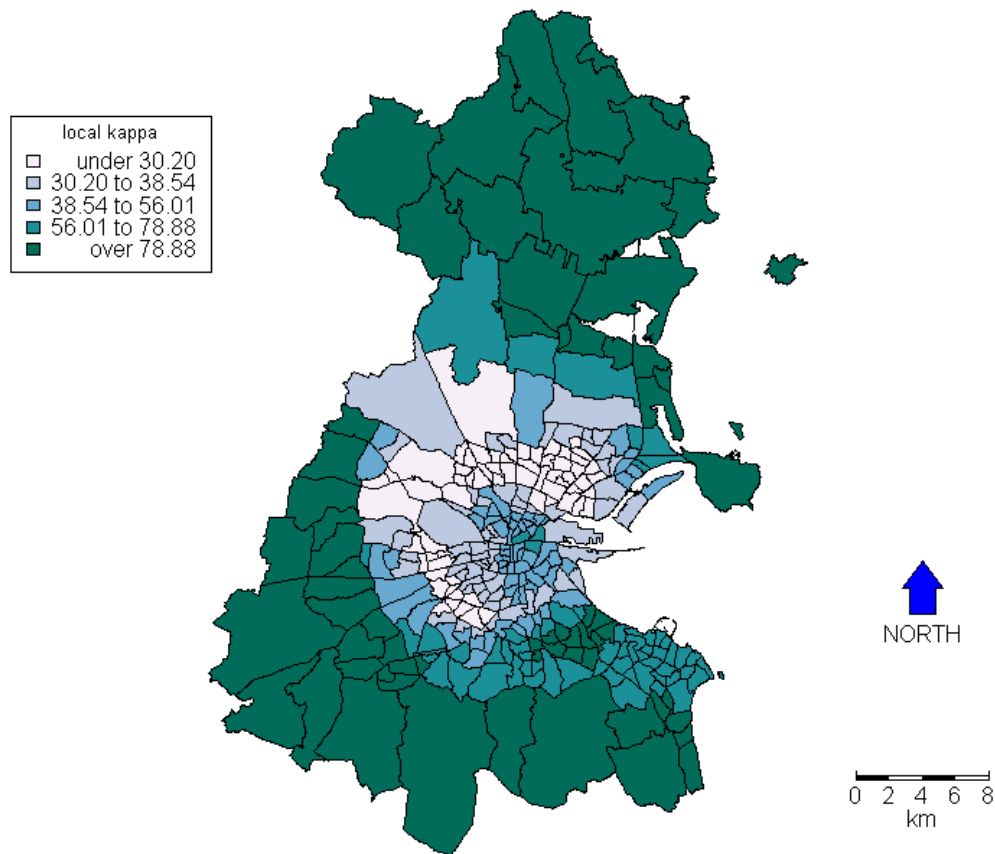 local kappa
under 30.20
30.20 to 38.54
38.54 to 56.01
56.01 to 78.88
over 78.88
NORTH
0 2 4 6 8
km